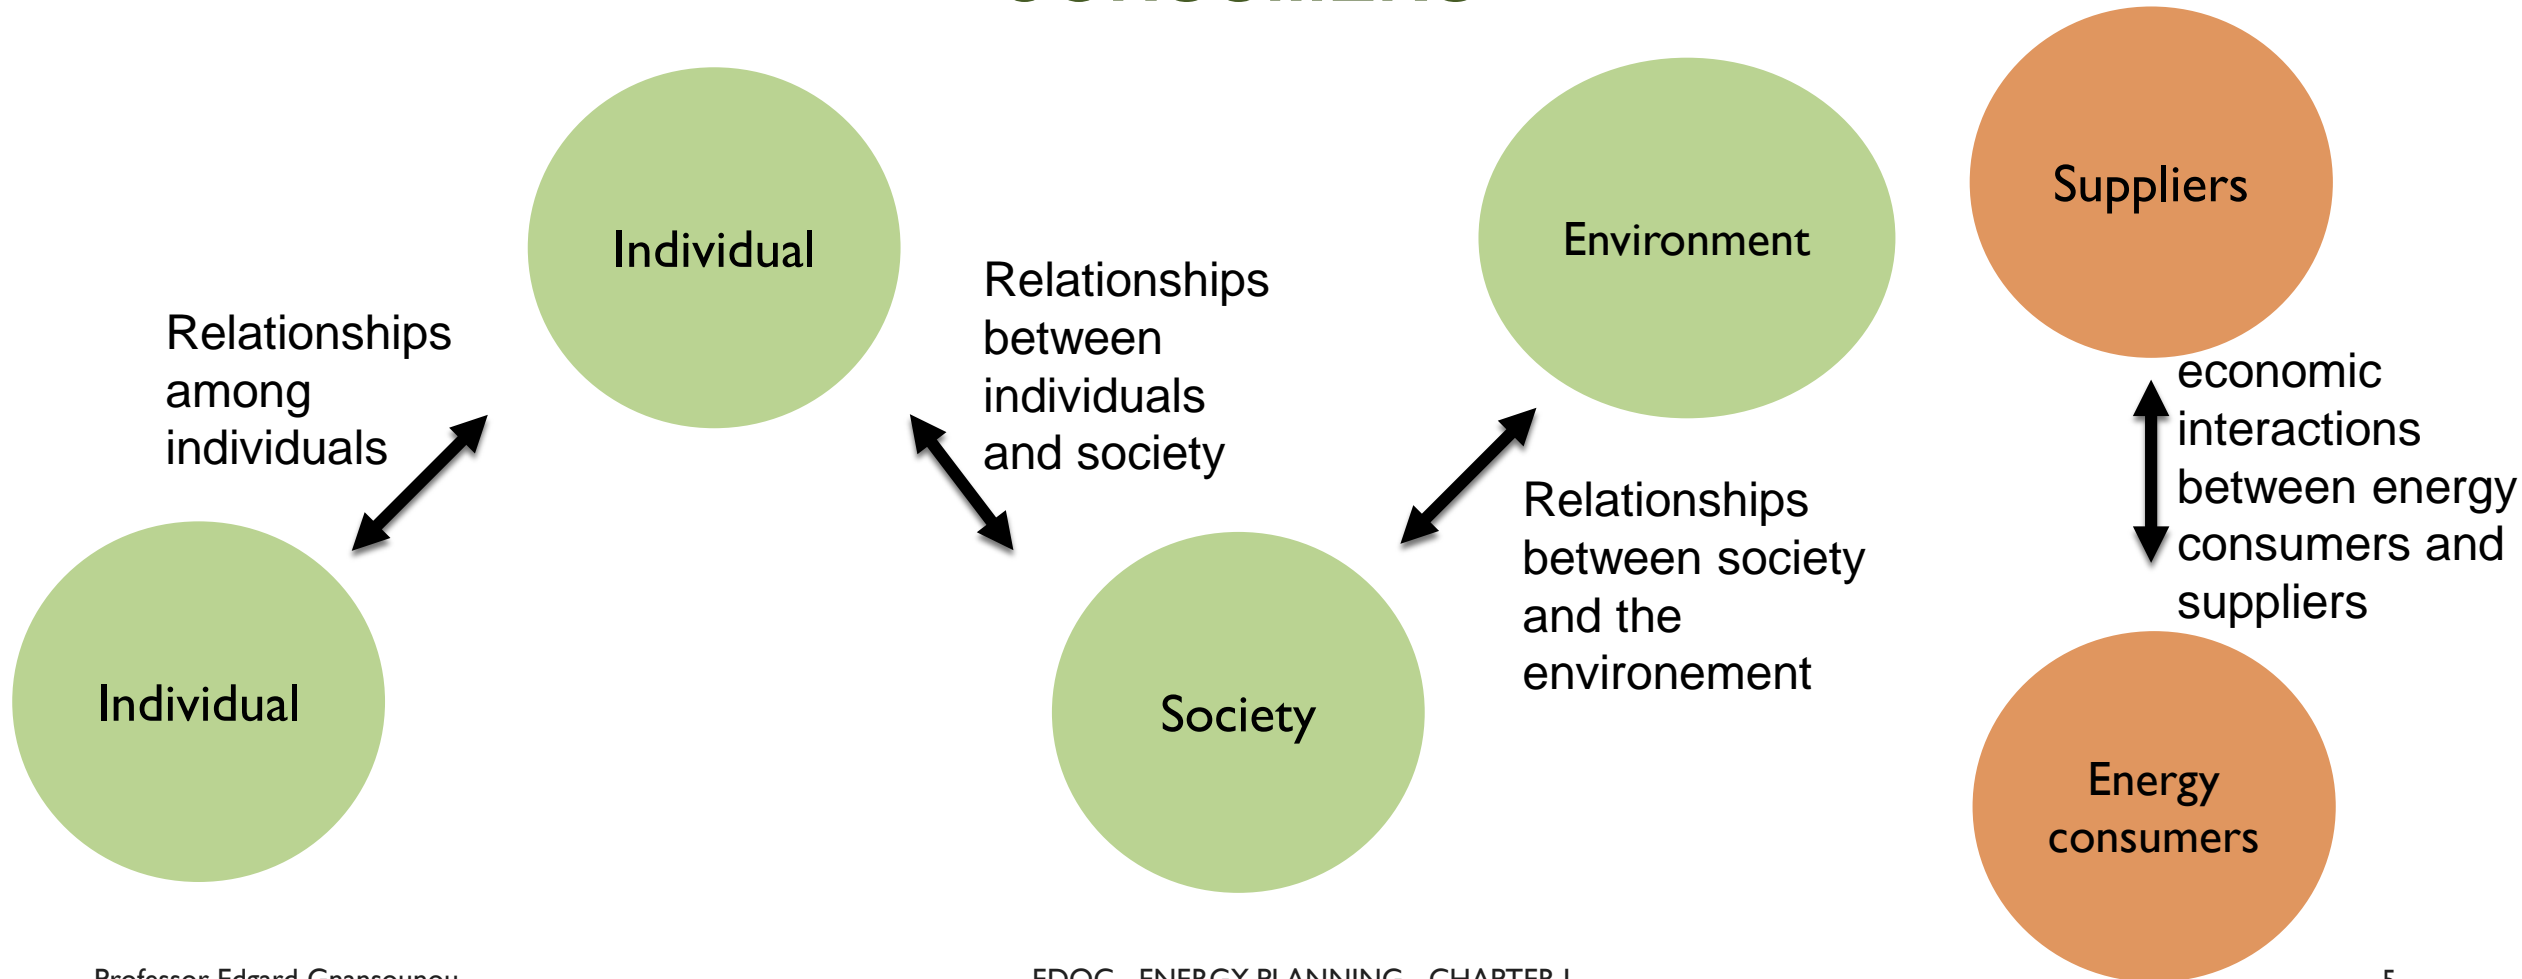 Individual
Relationships
among
individuals
Individual
Relationships
between
individuals
and society
Society
Environment
Relationships
between society
and the
environement
Suppliers
economic
interactions
between energy
consumers and
suppliers
Energy
consumers